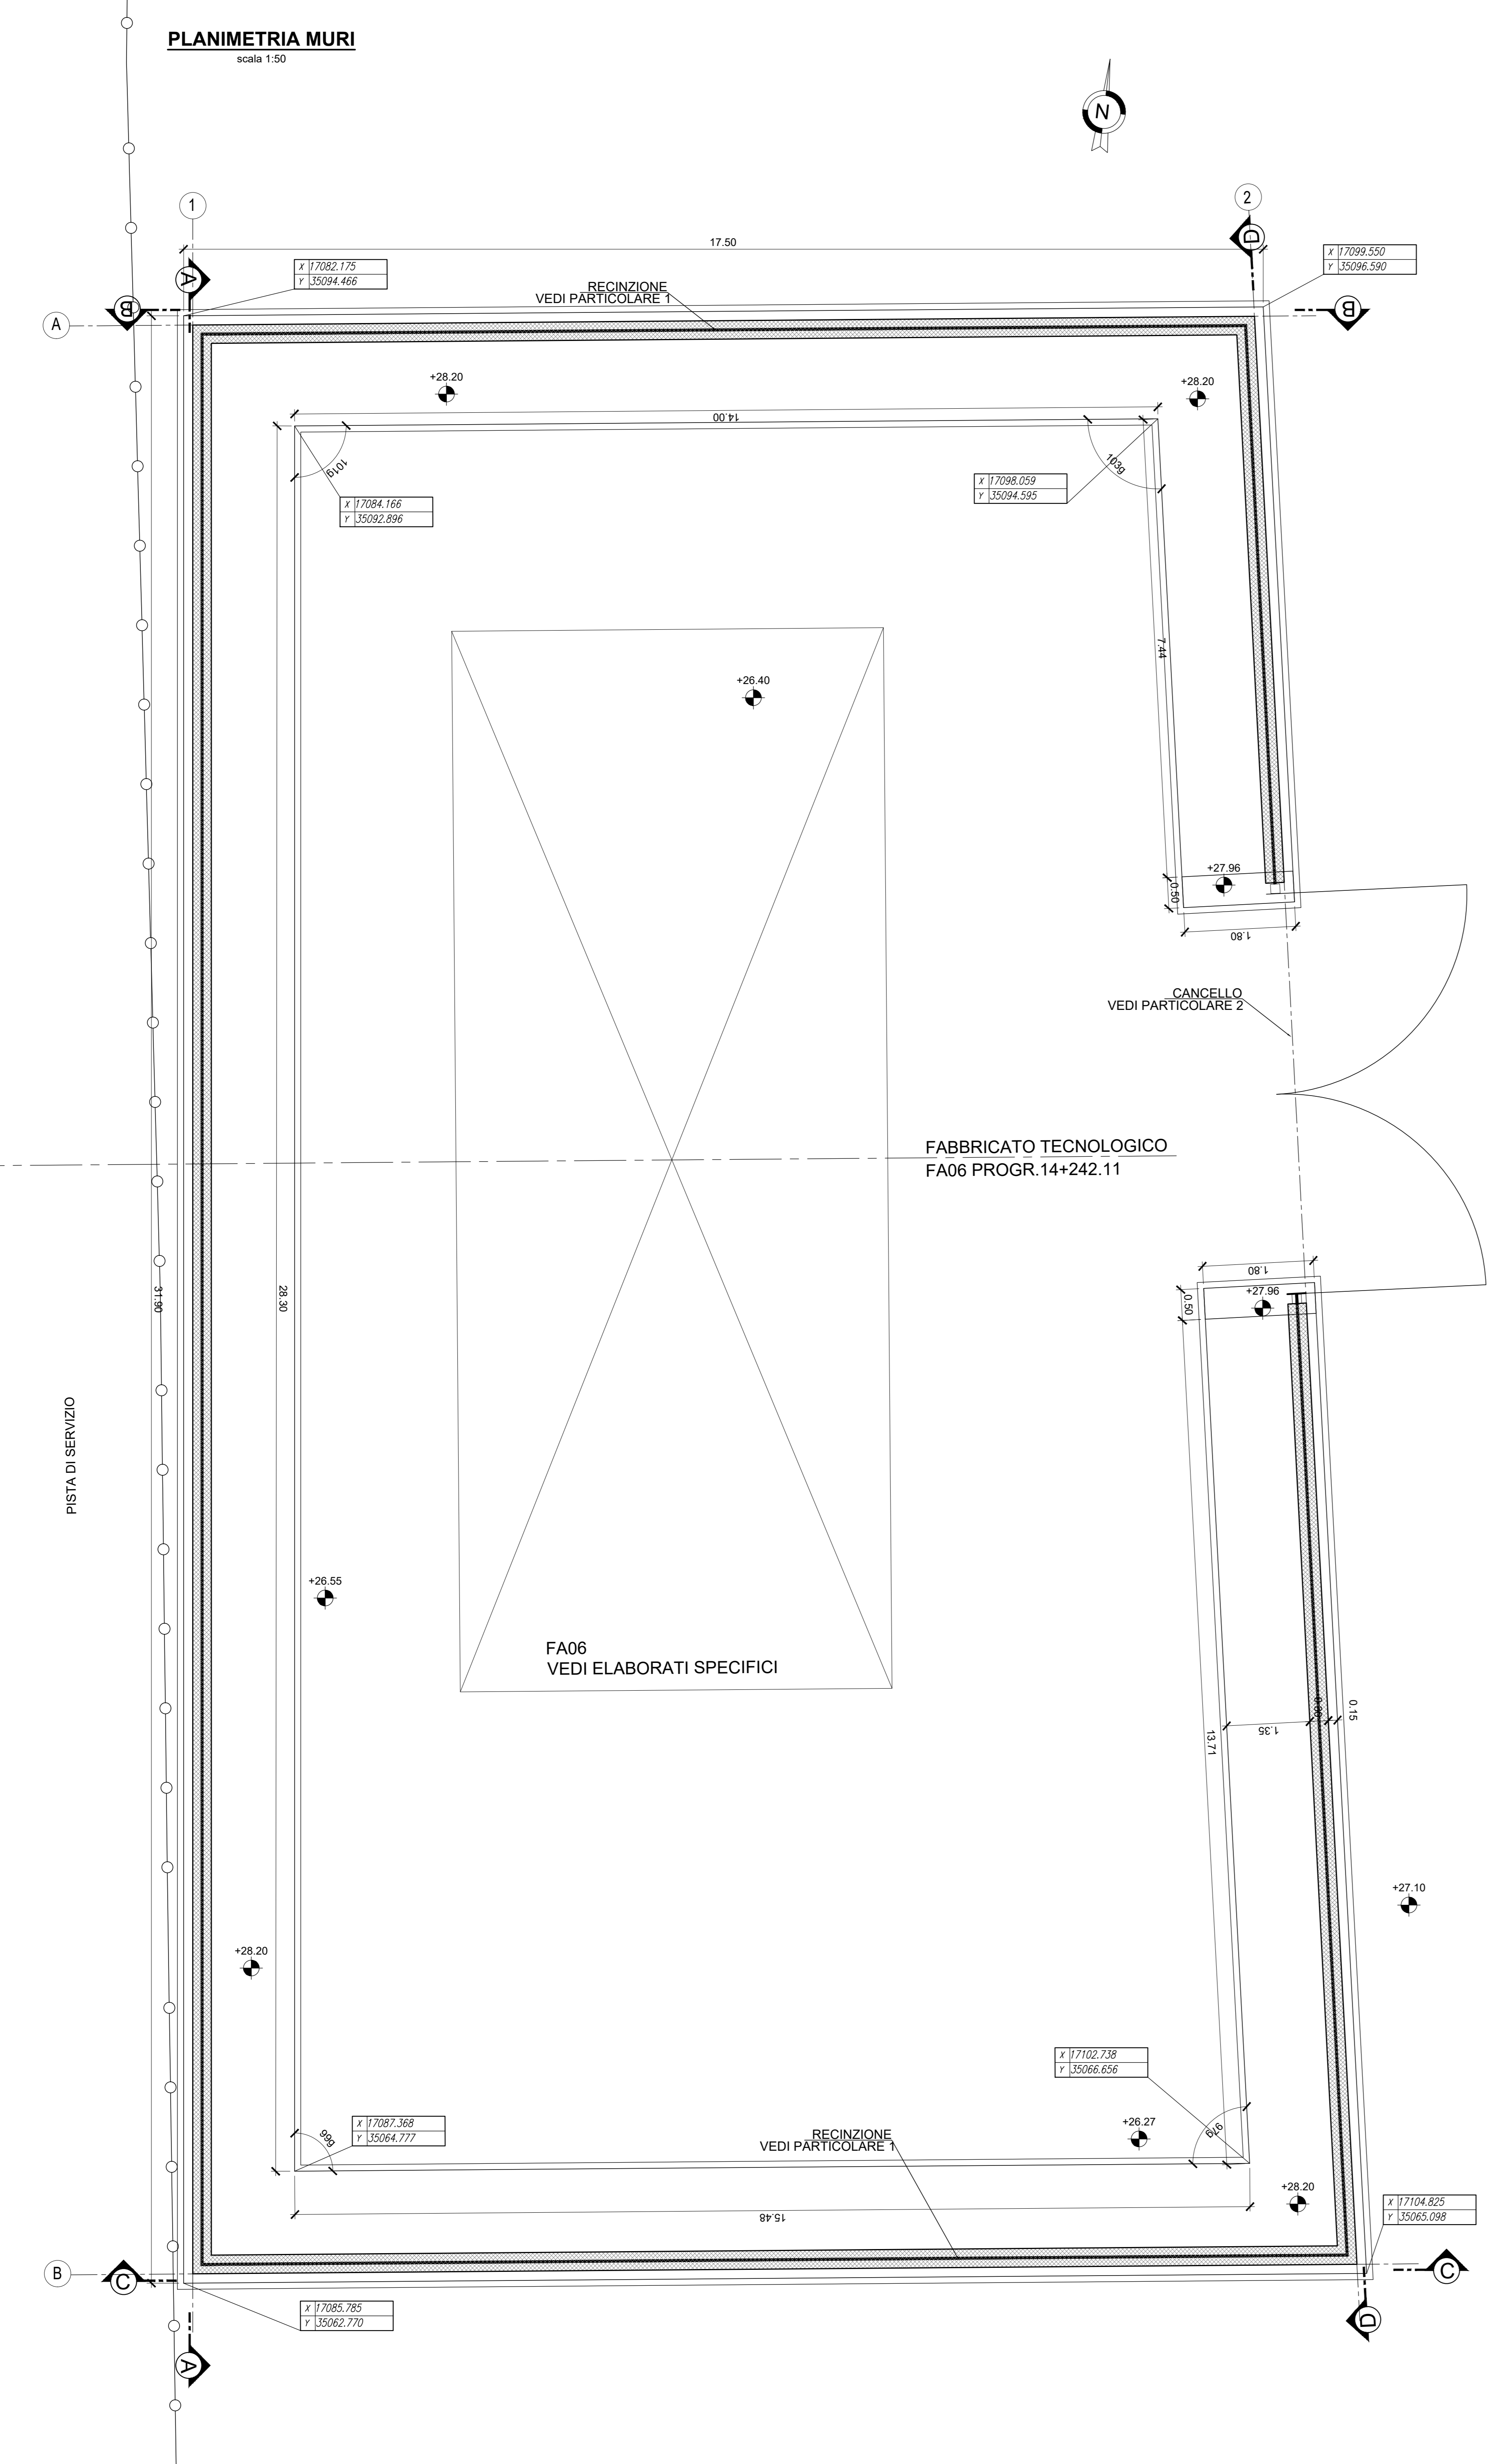 PLANIMETRIA MURI
scala 1:50
N
1
2
D
17.50
A
X 17082.175
Y 35094.466
X 17099.550
Y 35096.590
RECINZIONE
VEDI PARTICOLARE 1
B
B
A
+28.20
+28.20
14.00
101g
103g
X 17084.166
Y 35092.896
X 17098.059
Y 35094.595
7.44
+26.40
+27.96
0.50
1.80
CANCELLO
VEDI PARTICOLARE 2
FABBRICATO TECNOLOGICO
FA06 PROGR.14+242.11
1.80
+27.96
0.50
31.90
28.30
PISTA DI SERVIZIO
+26.55
FA06
VEDI ELABORATI SPECIFICI
13.71
1.35
0.30
0.15
+27.10
+28.20
X 17102.738
Y 35066.656
X 17087.368
Y 35064.777
99g
97g
+26.27
RECINZIONE
VEDI PARTICOLARE 1
+28.20
15.48
X 17104.825
Y 35065.098
B
C
C
X 17085.785
Y 35062.770
D
A